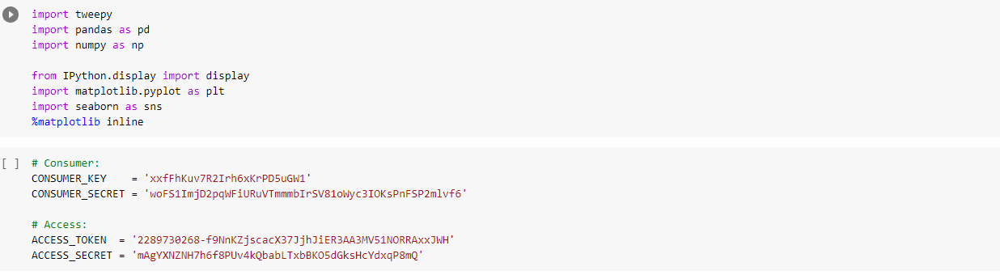 import tweepy
import pandas as pd
import numpy as np
from IPython.display import display
import matplotlib.pyplot as plt
import seaborn as sns
%matplotlib inline
[ ] # Consumer:
CONSUMER_KEY    = 'xxfFhKuv7R2Irh6xKrPD5uGW1'
CONSUMER_SECRET = 'woFS1ImjD2pqWFiURuVTmmmbIrSV81oWyc3IOKsPnFSP2mlvf6'
# Access:
ACCESS_TOKEN  = '2289730268-f9NnKZjscacX37JjhJiER3AA3MV51NORRAxxJWH'
ACCESS_SECRET = 'mAgYXNZNH7h6f8PUv4kQbabLTxbBKO5dGksHcYdxqP8mQ'